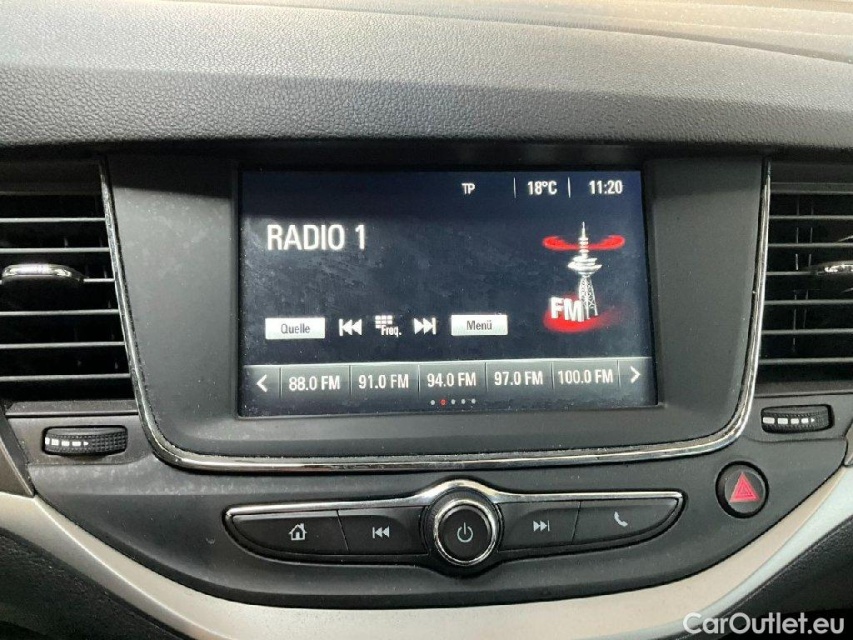 TP 18°C 11:20
RADIO 1
FM
Quelle Freq. Menü
88.0 FM 91.0 FM 94.0 FM 97.0 FM 100.0 FM
CarOutlet.eu